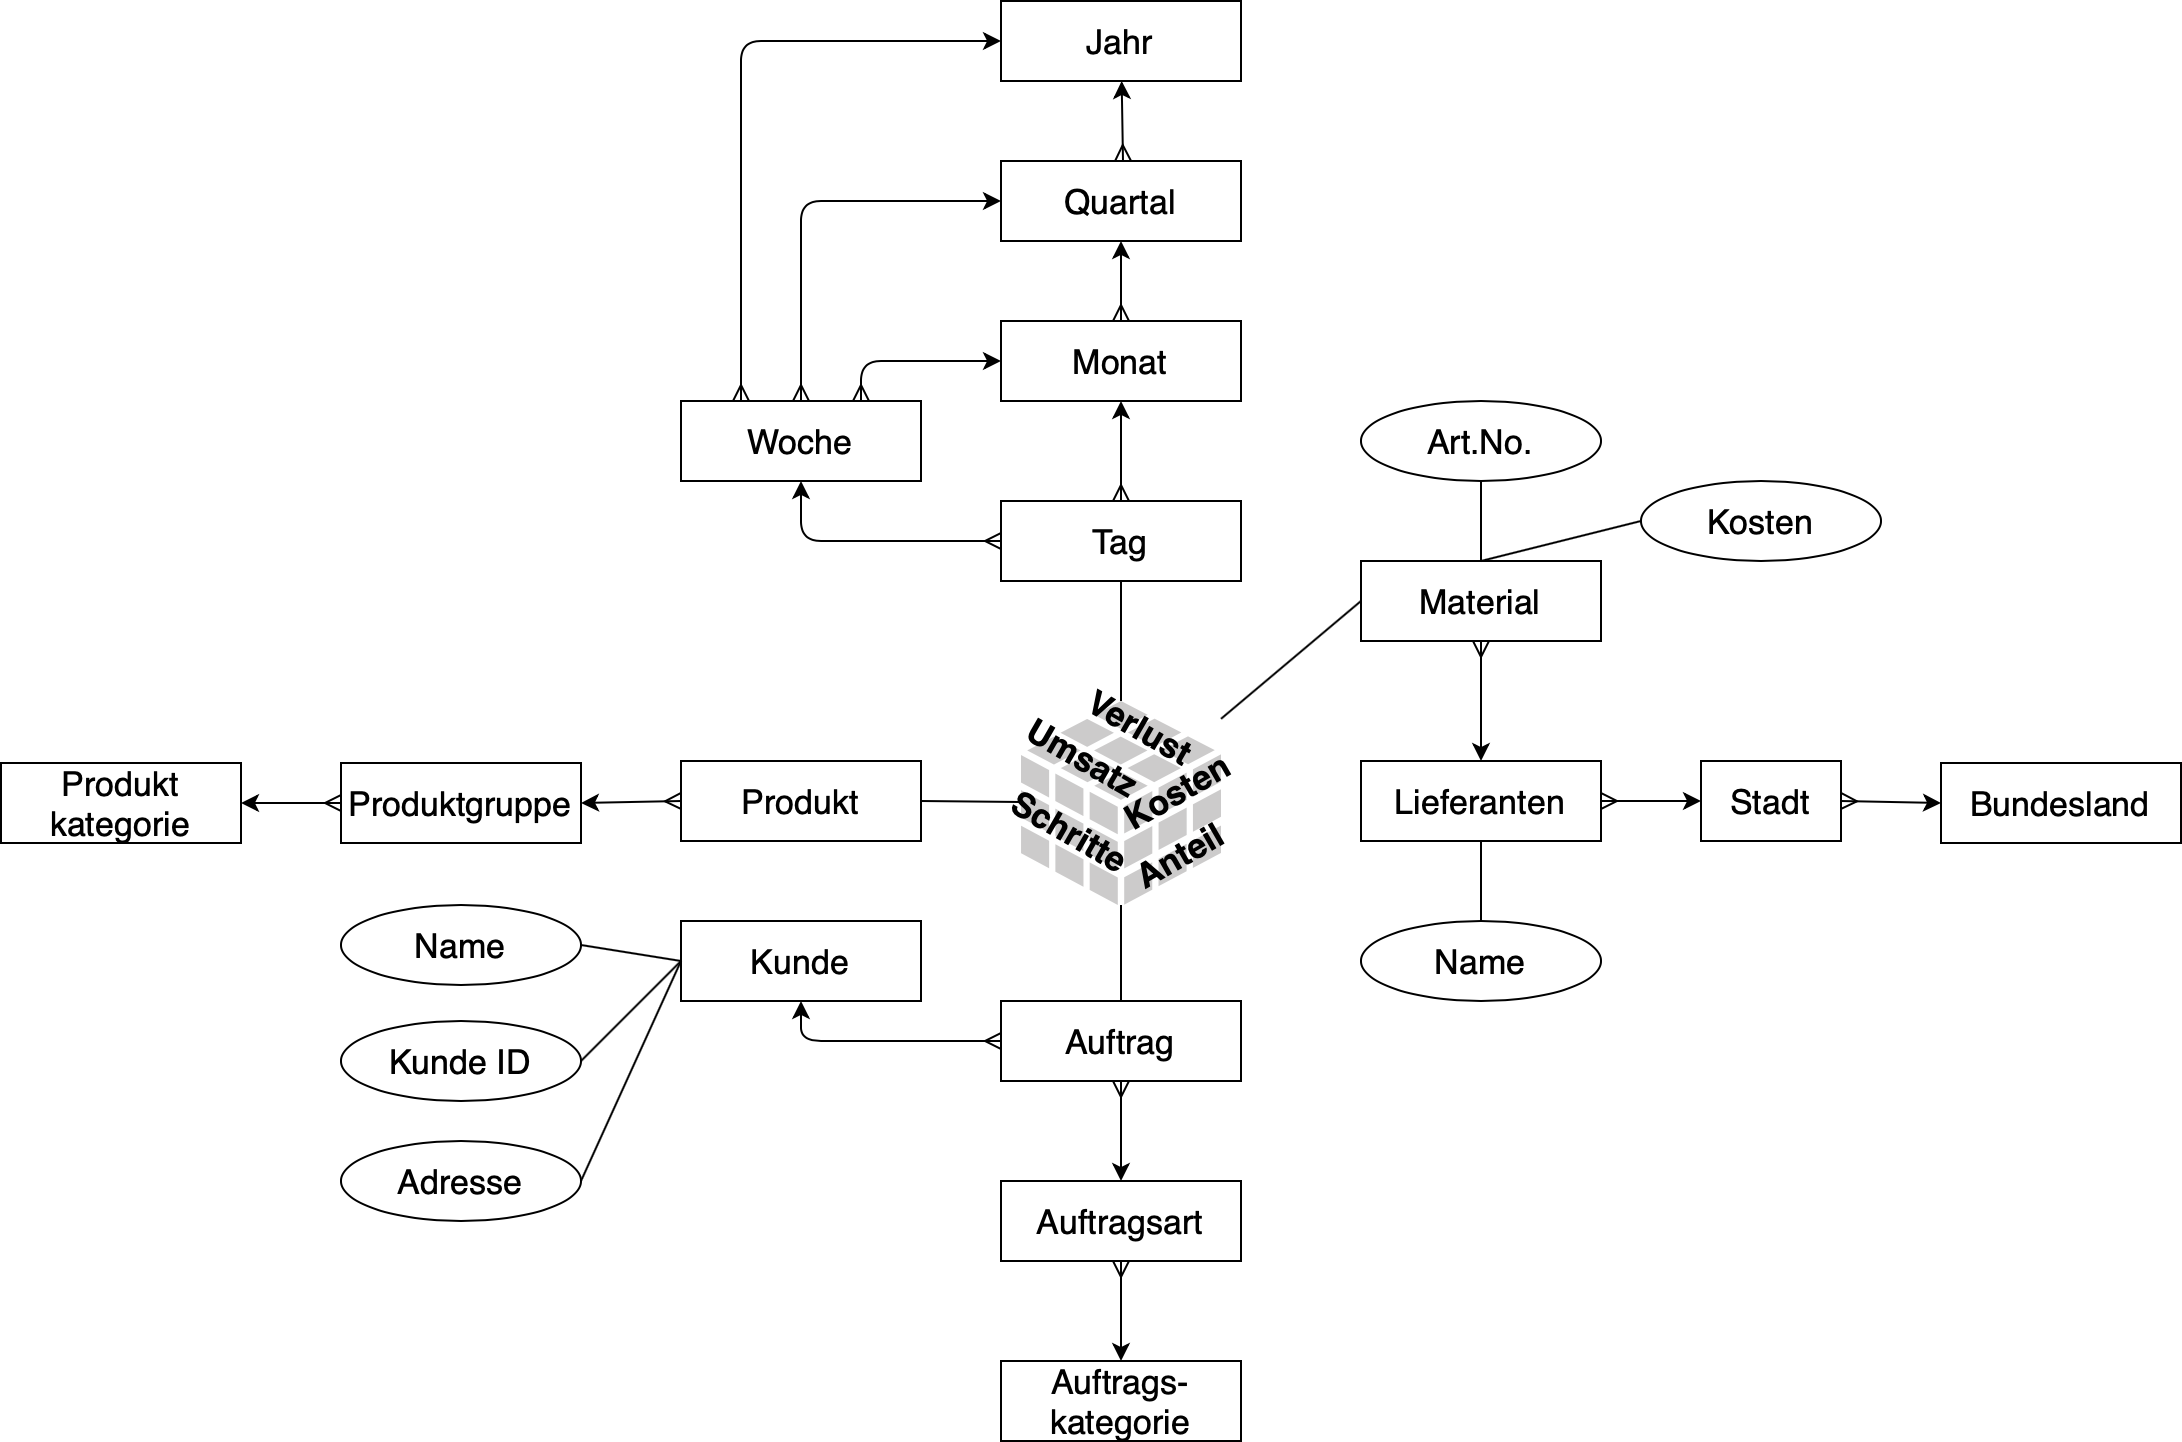 Jahr
Quartal
Monat
Woche
Art.No.
Kosten
Tag
Material
Verlust
Umsatz
Kosten
Schritte
Anteil
Produkt
kategorie
Produktgruppe
Produkt
Lieferanten
Stadt
Bundesland
Name
Kunde
Name
Kunde ID
Auftrag
Adresse
Auftragsart
Auftrags-
kategorie